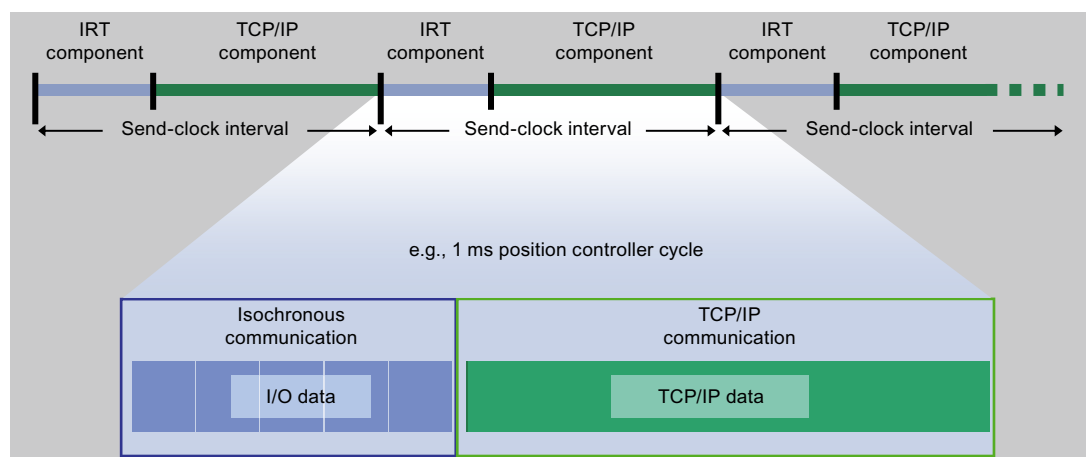 IRT
component
TCP/IP
component
IRT
component
TCP/IP
component
IRT
component
TCP/IP
component
Send-clock interval
Send-clock interval
Send-clock interval
e.g., 1 ms position controller cycle
Isochronous
communication
TCP/IP
communication
I/O data
TCP/IP data